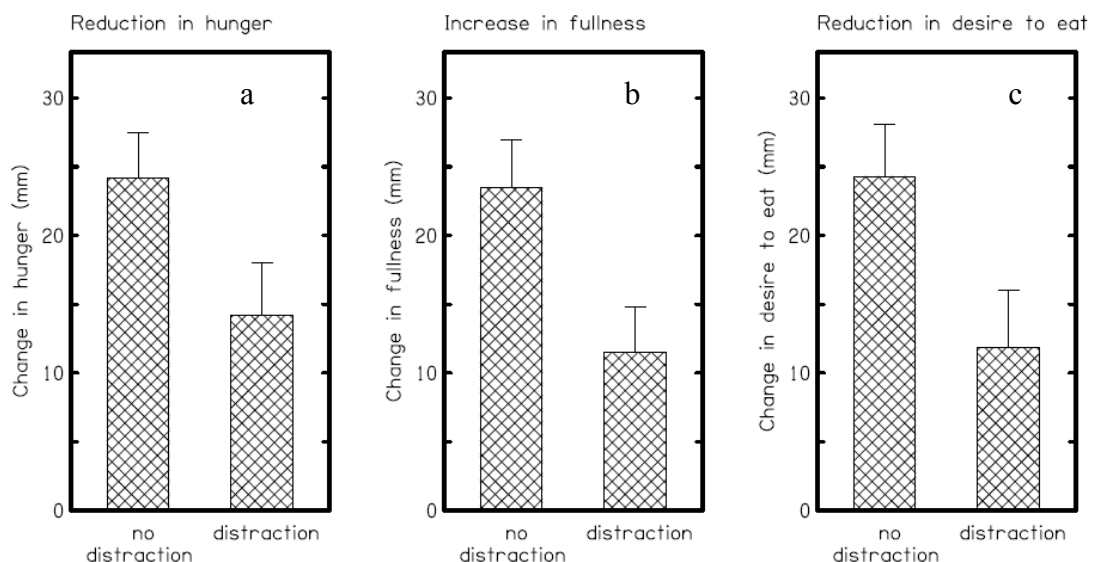 Reduction in hunger
a
Change in hunger (mm)
30
20
10
0
no
distraction
distraction
Increase in fullness
b
Change in fullness (mm)
30
20
10
0
no
distraction
distraction
Reduction in desire to eat
c
Change in desire to eat (mm)
30
20
10
0
no
distraction
distraction